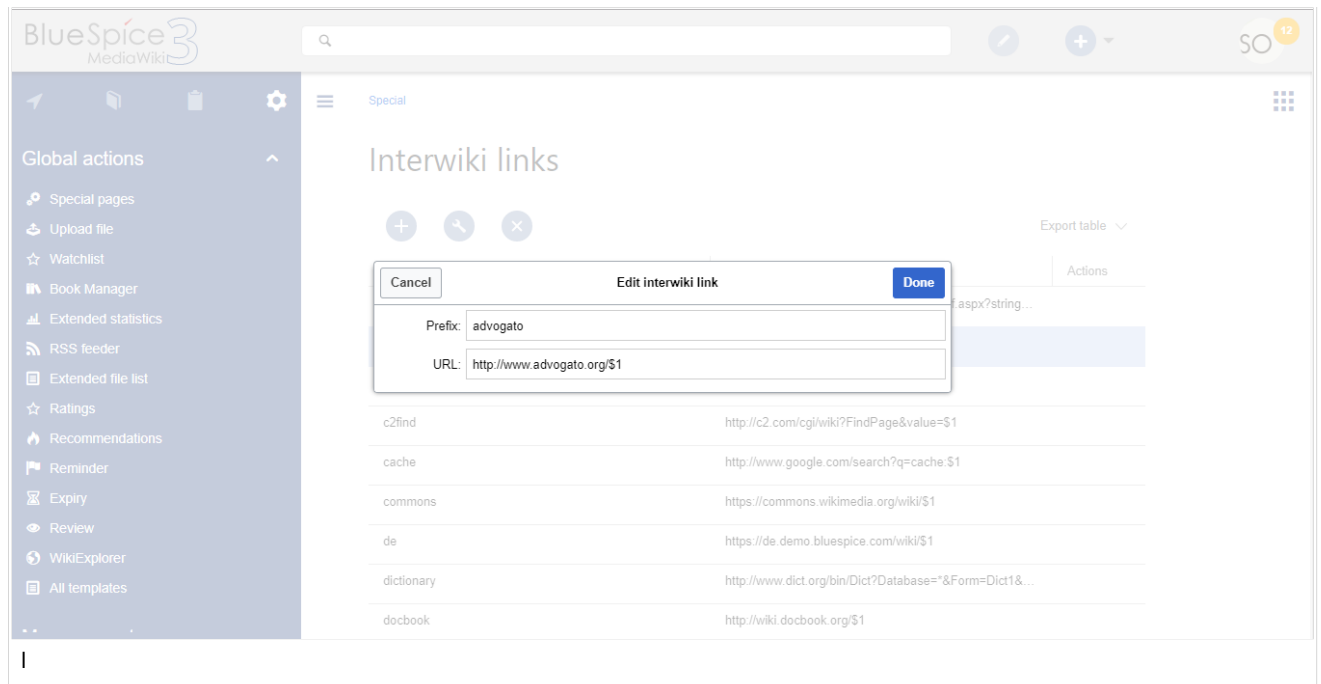 BlueSpice 3
MediaWiki
SO
12
Special
Global actions
Interwiki links
Special pages
Upload file
Export table
Watchlist
Actions
Cancel
Edit interwiki link
Done
Book Manager
f.aspx?string...
Extended statistics
Prefix:
advogato
RSS feeder
URL:
http://www.advogato.org/$1
Extended file list
Ratings
c2find
http://c2.com/cgi/wiki?FindPage&value=$1
Recommendations
cache
http://www.google.com/search?q=cache:$1
Reminder
Expiry
commons
https://commons.wikimedia.org/wiki/$1
Review
de
https://de.demo.bluespice.com/wiki/$1
WikiExplorer
dictionary
http://www.dict.org/bin/Dict?Database=*&Form=Dict1&...
All templates
docbook
http://wiki.docbook.org/$1